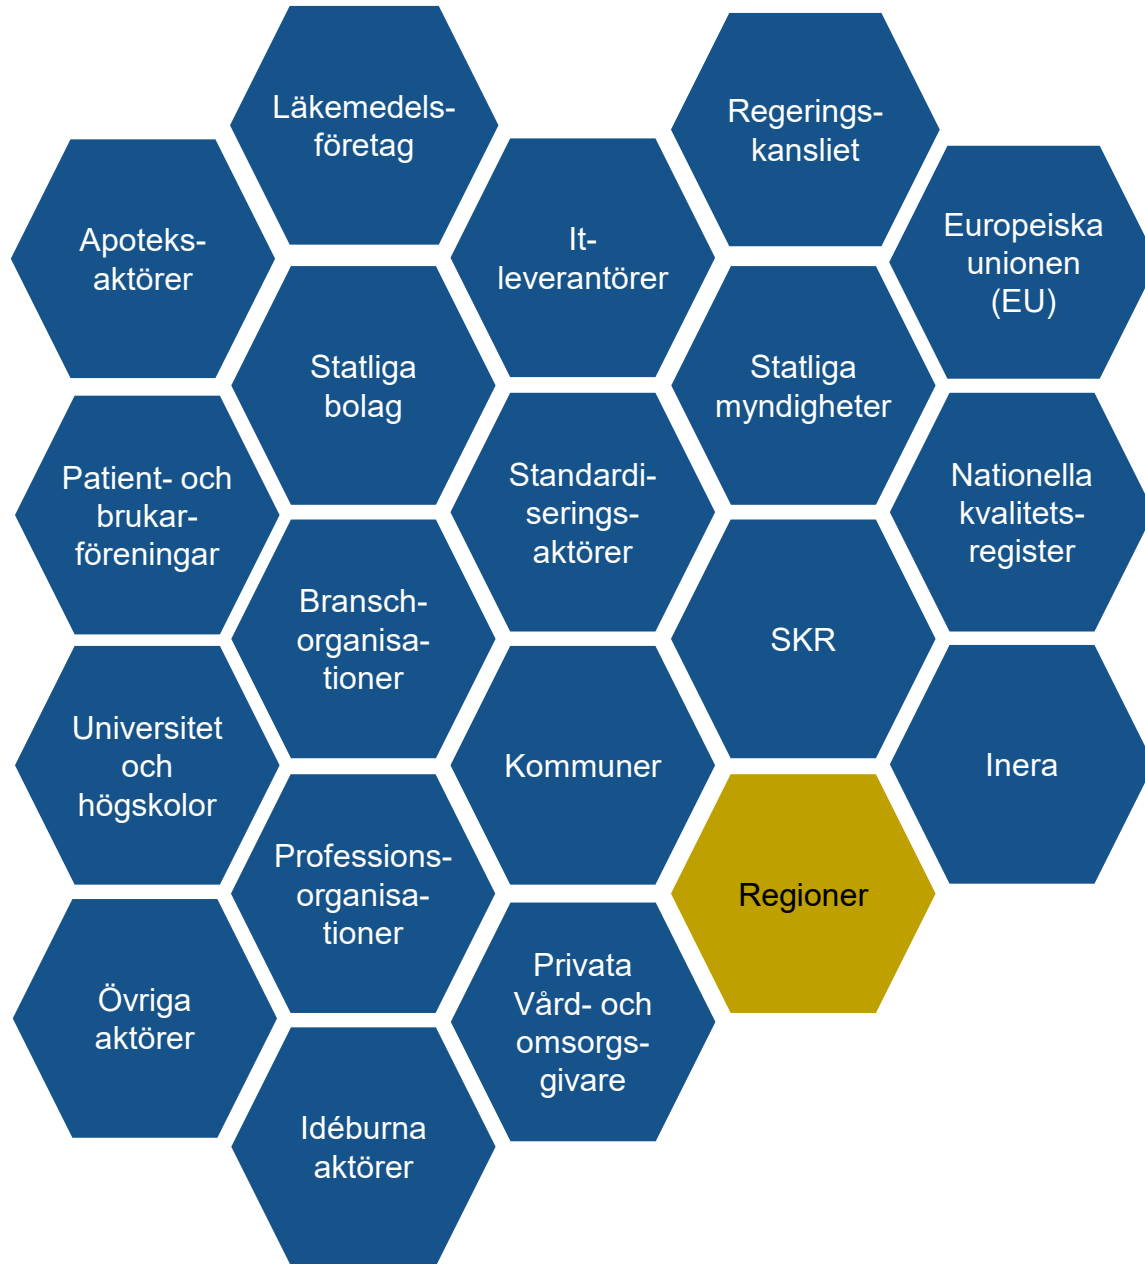 Läkemedels-
företag
Regerings-
kansliet
Apoteks-
aktörer
It-
leverantörer
Europeiska
unionen
(EU)
Statliga
bolag
Statliga
myndigheter
Patient- och
brukar-
föreningar
Standardi-
serings-
aktörer
Nationella
kvalitets-
register
Bransch-
organisa-
tioner
SKR
Universitet
och
högskolor
Kommuner
Inera
Professions-
organisa-
tioner
Regioner
Övriga
aktörer
Privata
Vård- och
omsorgs-
givare
Idéburna
aktörer